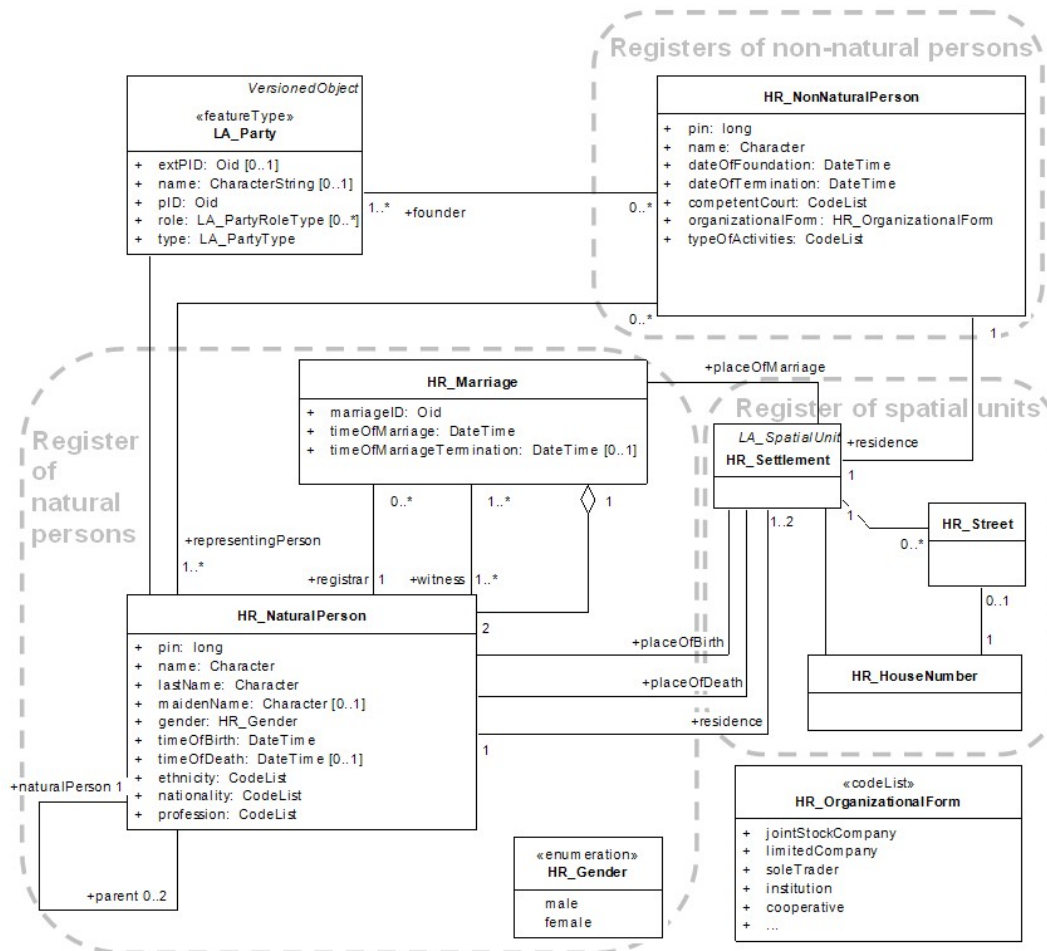 Registers of non-natural persons
VersionedObject
«featureType»
LA_Party
+ extPID: Oid [0..1]
+ name: CharacterString [0..1]
+ pID: Oid
+ role: LA_PartyRoleType [0..*]
+ type: LA_PartyType
HR_NonNaturalPerson
+ pin: long
+ name: Character
+ dateOfFoundation: DateTime
+ dateOfTermination: DateTime
+ competentCourt: CodeList
+ organizationalForm: HR_OrganizationalForm
+ typeOfActivities: CodeList
1..* +founder
0..*
0..*
1
+placeOfMarriage
HR_Marriage
+ marriageID: Oid
+ timeOfMarriage: DateTime
+ timeOfMarriageTermination: DateTime [0..1]
Register
of
natural
persons
Register of spatial units
LA_SpatialUnit
HR_Settlement
+residence
1
0..*
1..*
1
1..2
1
0..*
HR_Street
+representingPerson
1..*
+registrar 1
+witness 1..*
0..1
1
HR_NaturalPerson
+ pin: long
+ name: Character
+ lastName: Character
+ maidenName: Character [0..1]
+ gender: HR_Gender
+ timeOfBirth: DateTime
+ timeOfDeath: DateTime [0..1]
+ ethnicity: CodeList
+ nationality: CodeList
+ profession: CodeList
2
+placeOfBirth
+placeOfDeath
+residence
1
HR_HouseNumber
+naturalPerson 1
+parent 0..2
«enumeration»
HR_Gender
male
female
«codeList»
HR_OrganizationalForm
+ jointStockCompany
+ limitedCompany
+ soleTrader
+ institution
+ cooperative
+ ...